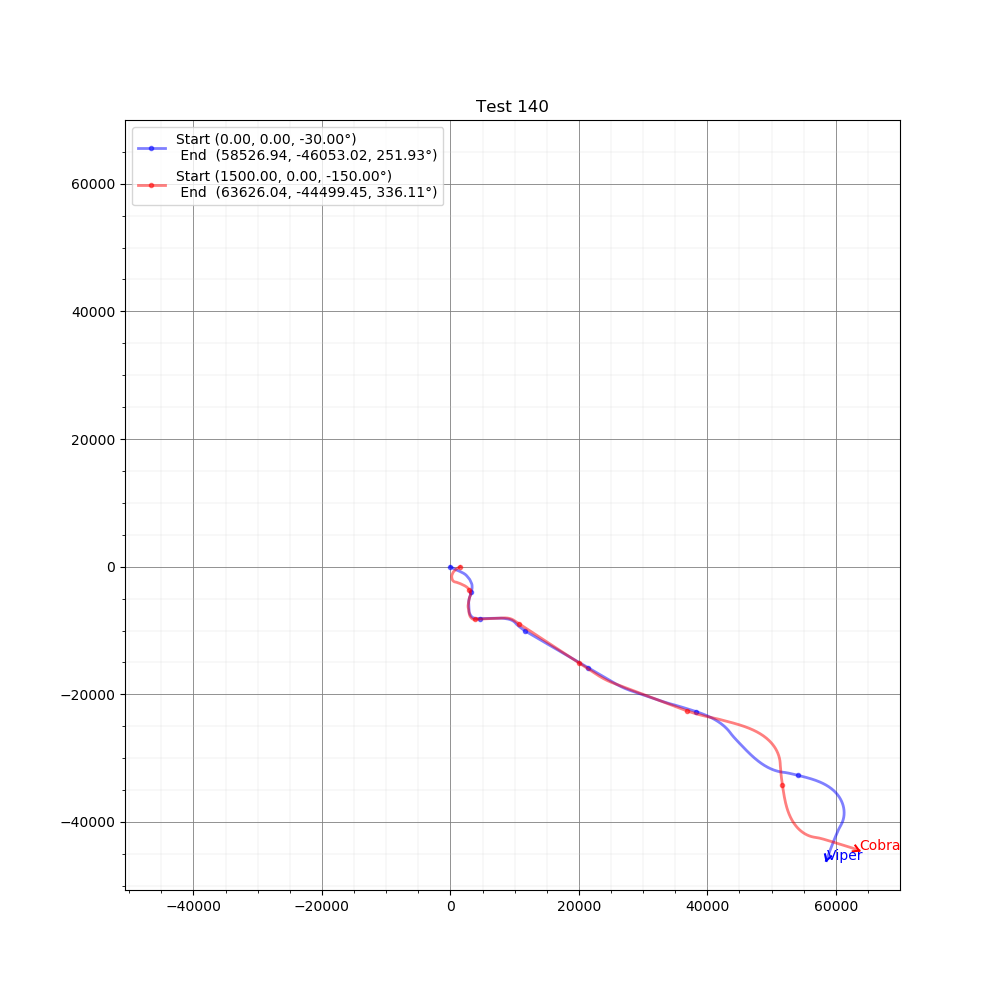 Test 140
Start (0.00, 0.00, -30.00°)
End  (58526.94, -46053.02, 251.93°)
Start (1500.00, 0.00, -150.00°)
End  (63626.04, -44499.45, 336.11°)
60000
40000
20000
0
−20000
−40000
Cobra
Viper
−40000
−20000
0
20000
40000
60000